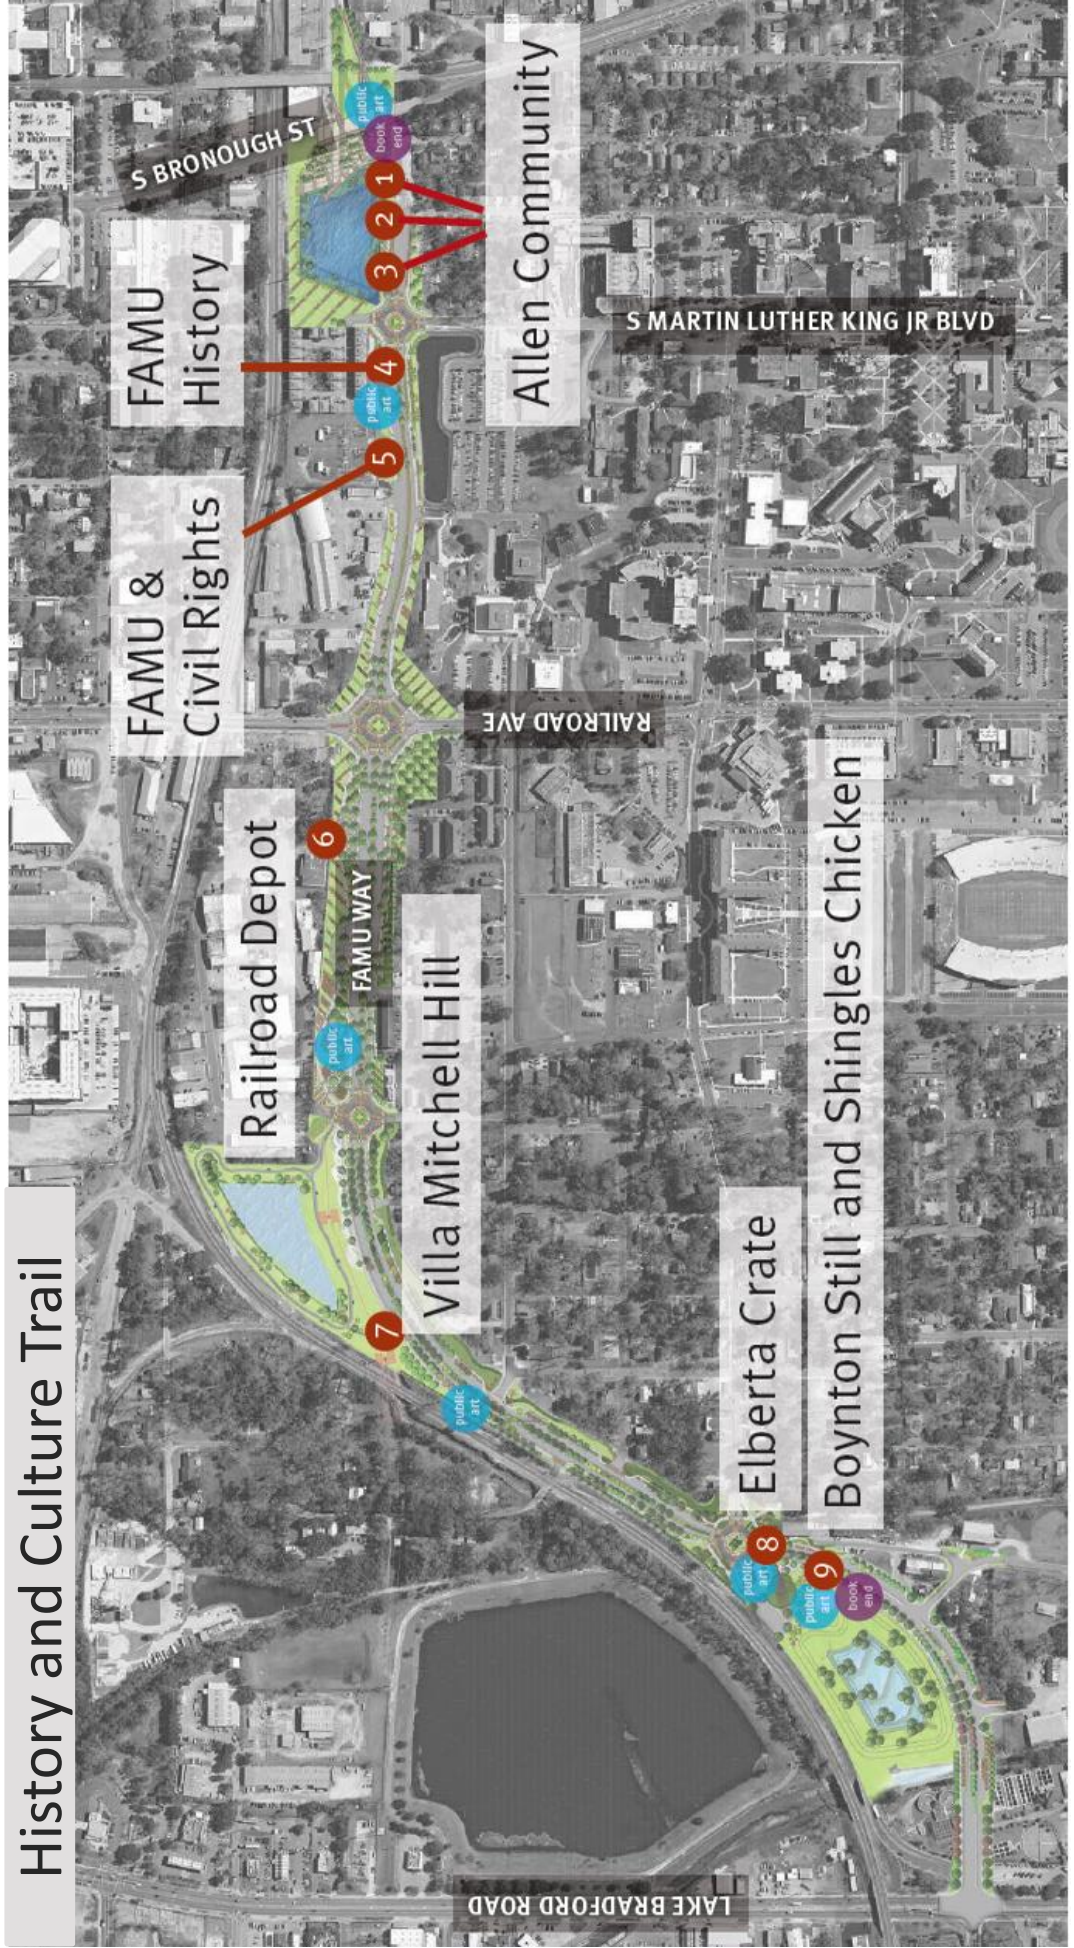 History and Culture Trail
FAMU &
Civil Rights
FAMU
History
S BRONOUGH ST
public
art
book
end
1
2
3
Allen Community
4
public
art
5
S MARTIN LUTHER KING JR BLVD
RAILROAD AVE
Railroad Depot
6
FAMU WAY
public
art
Villa Mitchell Hill
7
public
art
Elberta Crate
8
public
art
Boynton Still and Shingles Chicken
9
public
art
book
end
LAKE BRADFORD ROAD